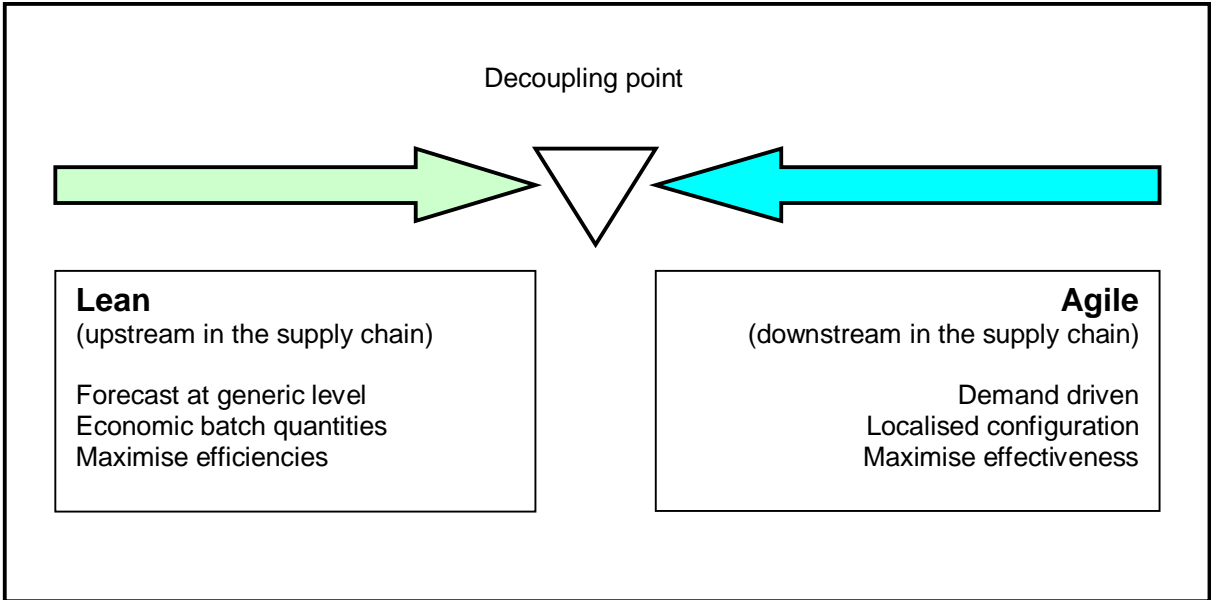 Decoupling point
Lean
(upstream in the supply chain)
Forecast at generic level
Economic batch quantities
Maximise efficiencies
Agile
(downstream in the supply chain)
Demand driven
Localised configuration
Maximise effectiveness